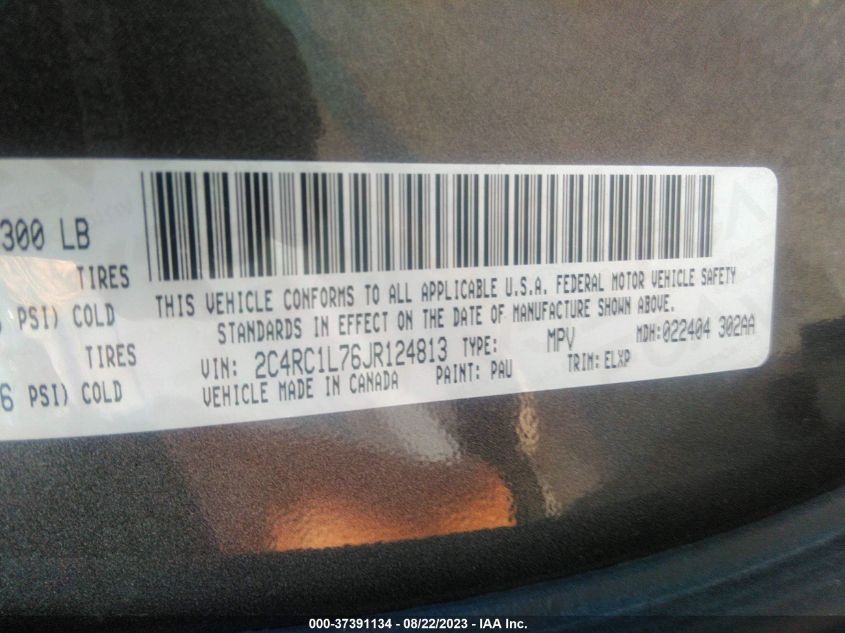 300 LB
TIRES
PSI) COLD
TIRES
6 PSI) COLD
THIS VEHICLE CONFORMS TO ALL APPLICABLE U.S.A. FEDERAL MOTOR VEHICLE SAFETY
STANDARDS IN EFFECT ON THE DATE OF MANUFACTURE SHOWN ABOVE.
VIN: 2C4RC1L76JR124813 TYPE: MPV MDH:022404 302AA
VEHICLE MADE IN CANADA PAINT: PAU TRIM:ELXP
000-37391134 - 08/22/2023 - IAA Inc.